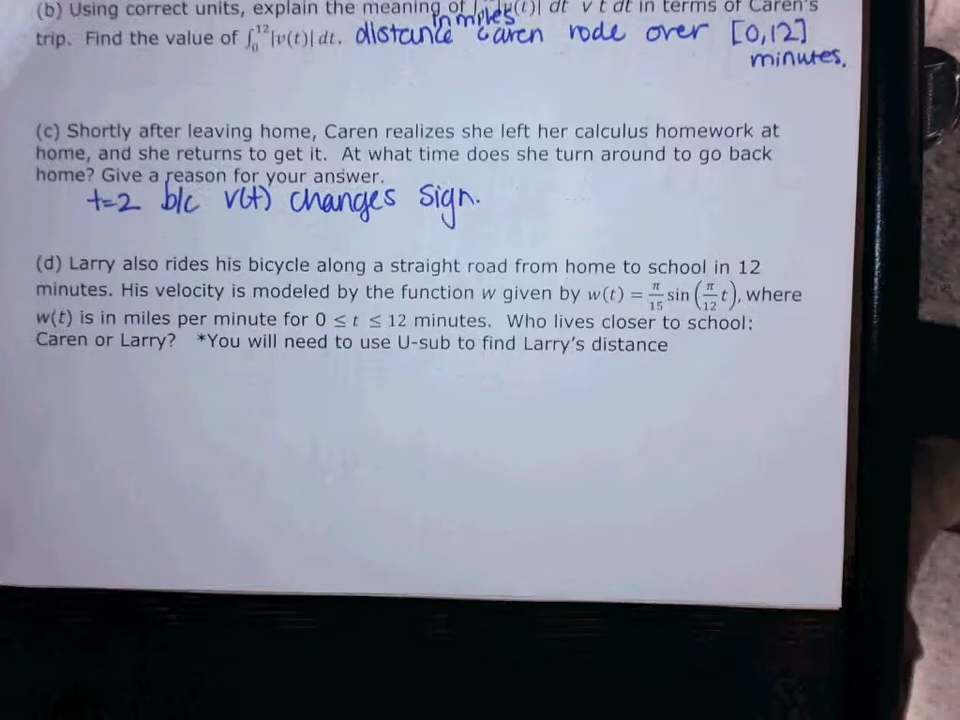 (b) Using correct units, explain the meaning of dt in terms of Caren's
trip. Find the value of ∫₀¹²|v(t)| dt. distance in miles Caren rode over [0,12]
minutes.
(c) Shortly after leaving home, Caren realizes she left her calculus homework at
home, and she returns to get it. At what time does she turn around to go back
home? Give a reason for your answer.
t=2 b/c v(t) changes sign.
(d) Larry also rides his bicycle along a straight road from home to school in 12
minutes. His velocity is modeled by the function w given by w(t) = π/15 sin (π/12 t), where
w(t) is in miles per minute for 0 ≤ t ≤ 12 minutes. Who lives closer to school:
Caren or Larry? *You will need to use U-sub to find Larry's distance